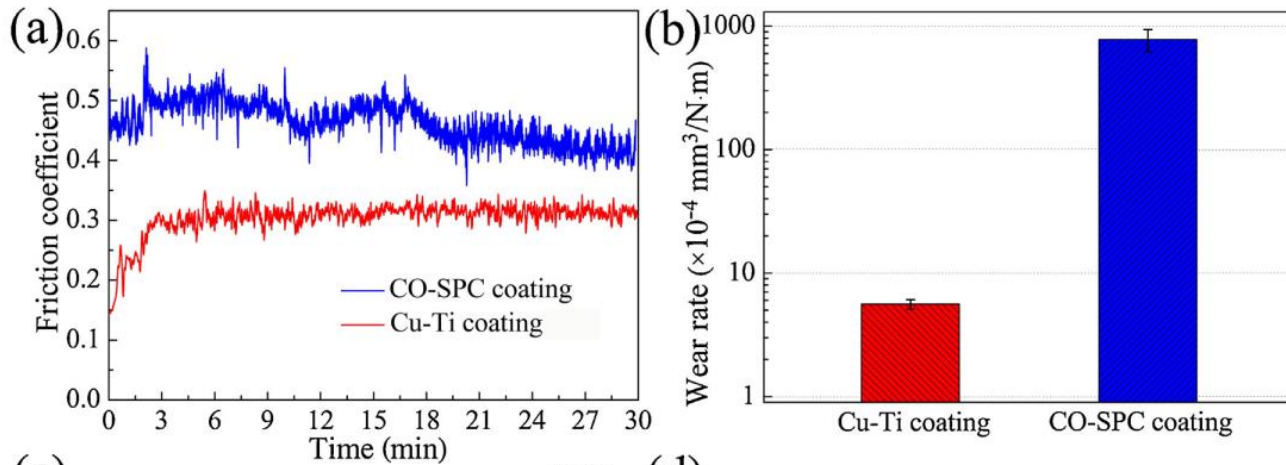 (a)
0.6
0.5
0.4
0.3
0.2
0.1
0.0
Friction coefficient
CO-SPC coating
Cu-Ti coating
0 3 6 9 12 15 18 21 24 27 30
Time (min)
(b)
1000
100
10
1
Wear rate (×10⁻⁴ mm³/N·m)
Cu-Ti coating CO-SPC coating